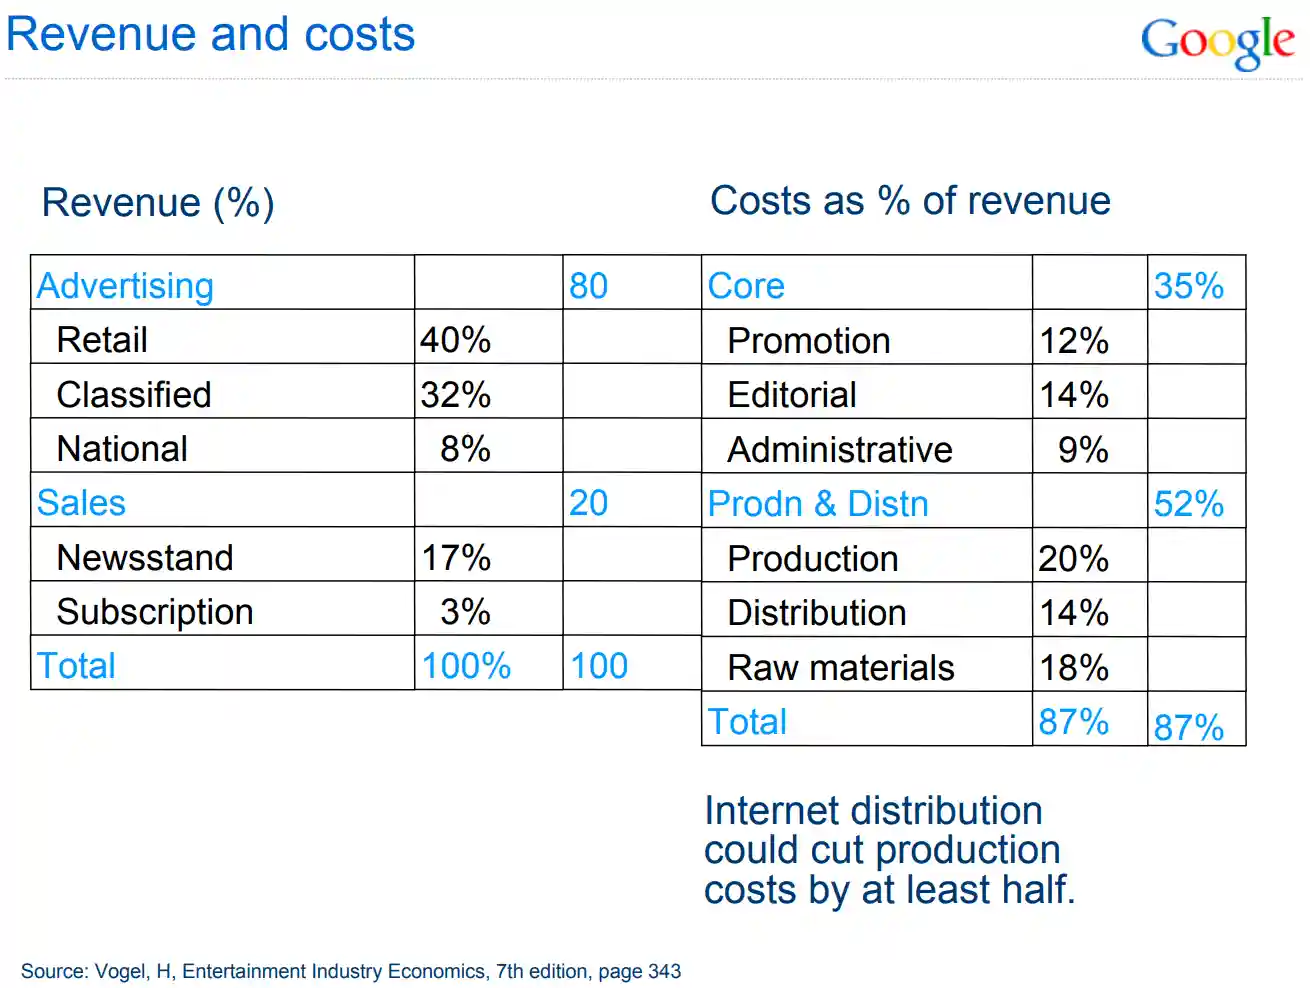 Revenue and costs
Google
Revenue (%)
Costs as % of revenue
Advertising 80 Core 35%
Retail 40% Promotion 12%
Classified 32% Editorial 14%
National 8% Administrative 9%
Sales 20 Prodn & Distn 52%
Newsstand 17% Production 20%
Subscription 3% Distribution 14%
Total 100% 100 Raw materials 18%
Total 87% 87%
Internet distribution
could cut production
costs by at least half.
Source: Vogel, H, Entertainment Industry Economics, 7th edition, page 343